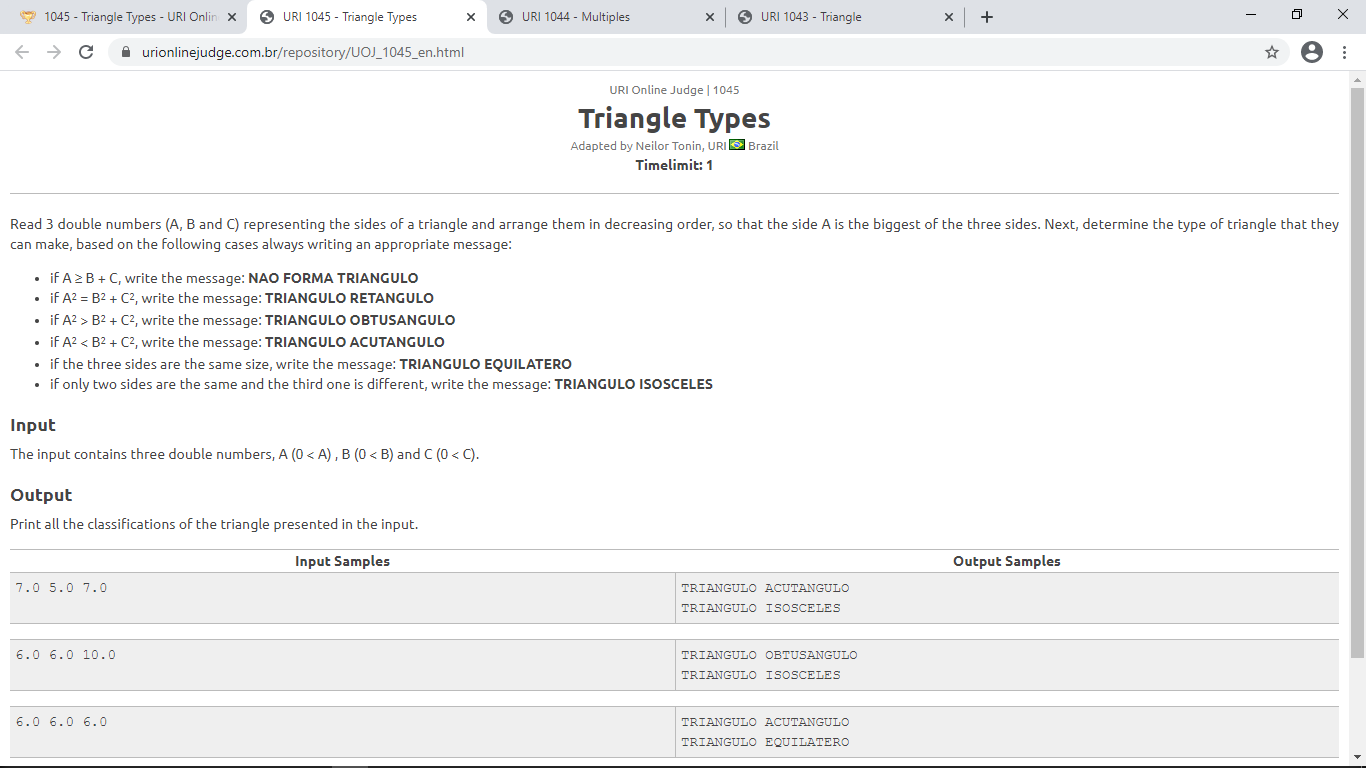 1045 - Triangle Types - URI Onlin
URI 1045 - Triangle Types
URI 1044 - Multiples
URI 1043 - Triangle
urionlinejudge.com.br/repository/UOJ_1045_en.html
URI Online Judge | 1045
Triangle Types
Adapted by Neilor Tonin, URI Brazil
Timelimit: 1
Read 3 double numbers (A, B and C) representing the sides of a triangle and arrange them in decreasing order, so that the side A is the biggest of the three sides. Next, determine the type of triangle that they
can make, based on the following cases always writing an appropriate message:
• if A ≥ B + C, write the message: NAO FORMA TRIANGULO
• if A² = B² + C², write the message: TRIANGULO RETANGULO
• if A² > B² + C², write the message: TRIANGULO OBTUSANGULO
• if A² < B² + C², write the message: TRIANGULO ACUTANGULO
• if the three sides are the same size, write the message: TRIANGULO EQUILATERO
• if only two sides are the same and the third one is different, write the message: TRIANGULO ISOSCELES
Input
The input contains three double numbers, A (0 < A) , B (0 < B) and C (0 < C).
Output
Print all the classifications of the triangle presented in the input.
Input Samples Output Samples
7.0 5.0 7.0 TRIANGULO ACUTANGULO
TRIANGULO ISOSCELES
6.0 6.0 10.0 TRIANGULO OBTUSANGULO
TRIANGULO ISOSCELES
6.0 6.0 6.0 TRIANGULO ACUTANGULO
TRIANGULO EQUILATERO